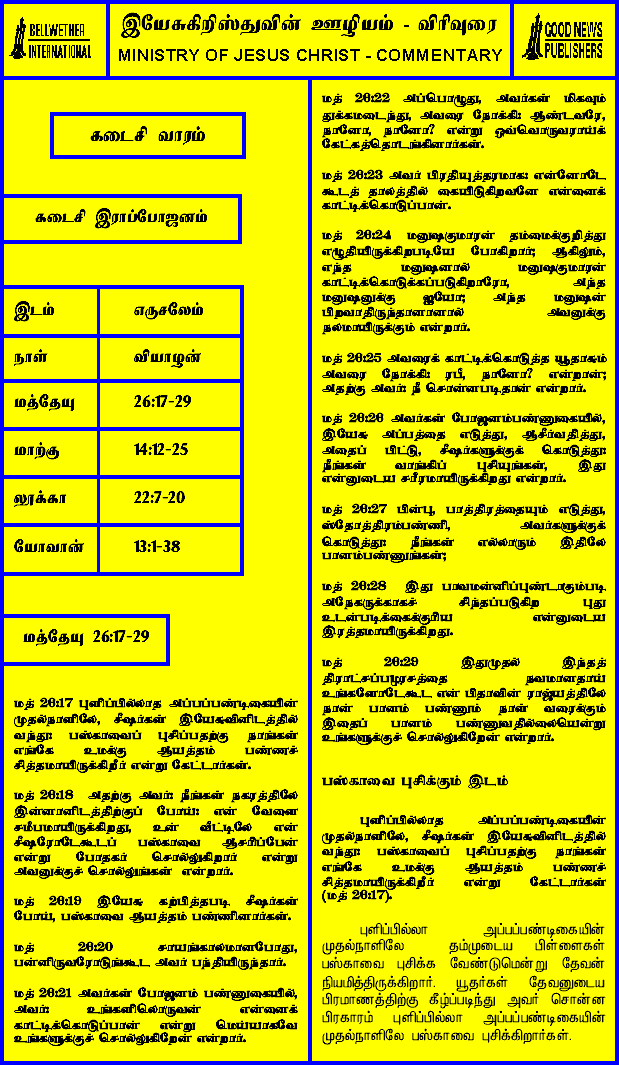 BELLWETHER
INTERNATIONAL
இயேசுகிறிஸ்துவின் ஊழியம் - விரிவுரை
MINISTRY OF JESUS CHRIST - COMMENTARY
GOOD NEWS
PUBLISHERS
கடைசி வாரம்
கடைசி இராப்போஜனம்
இடம் எருசலேம்
நாள் வியாழன்
மத்தேயு 26:17-29
மாற்கு 14:12-25
லூக்கா 22:7-20
யோவான் 13:1-38
மத்தேயு 26:17-29
மத் 26:17 புளிப்பில்லாத அப்பப்பண்டிகையின்
முதல்நாளிலே, சீஷர்கள் இயேசுவினிடத்தில்
வந்து: பஸ்காவைப் புசிப்பதற்கு நாங்கள்
எங்கே உமக்கு ஆயத்தம் பண்ணச்
சித்தமாயிருக்கிறீர் என்று கேட்டார்கள்.
மத் 26:18 அதற்கு அவர்: நீங்கள் நகரத்திலே
இன்னானிடத்திற்குப் போய்: என் வேளை
சமீபமாயிருக்கிறது, உன் வீட்டிலே என்
சீஷரோடேகூடப் பஸ்காவை ஆசரிப்பேன்
என்று போதகர் சொல்லுகிறார் என்று
அவனுக்குச் சொல்லுங்கள் என்றார்.
மத் 26:19 இயேசு கற்பித்தபடி சீஷர்கள்
போய், பஸ்காவை ஆயத்தம் பண்ணினார்கள்.
மத் 26:20 சாயங்காலமானபோது,
பன்னிருவரோடுங்கூட அவர் பந்தியிருந்தார்.
மத் 26:21 அவர்கள் போஜனம் பண்ணுகையில்,
அவர்: உங்களிலொருவன் என்னைக்
காட்டிக்கொடுப்பான் என்று மெய்யாகவே
உங்களுக்குச் சொல்லுகிறேன் என்றார்.
மத் 26:22 அப்பொழுது, அவர்கள் மிகவும்
துக்கமடைந்து, அவரை நோக்கி: ஆண்டவரே,
நானோ, நானோ? என்று ஒவ்வொருவராய்க்
கேட்கத்தொடங்கினார்கள்.
மத் 26:23 அவர் பிரதியுத்தரமாக: என்னோடே
கூடத் தாலத்தில் கையிடுகிறவனே என்னைக்
காட்டிக்கொடுப்பான்.
மத் 26:24 மனுஷகுமாரன் தம்மைக்குறித்து
எழுதியிருக்கிறபடியே போகிறார்; ஆகிலும்,
எந்த மனுஷனால் மனுஷகுமாரன்
காட்டிக்கொடுக்கப்படுகிறாரோ, அந்த
மனுஷனுக்கு ஐயோ; அந்த மனுஷன்
பிறவாதிருந்தானானால் அவனுக்கு
நலமாயிருக்கும் என்றார்.
மத் 26:25 அவரைக் காட்டிக்கொடுத்த யூதாசும்
அவரை நோக்கி: ரபீ, நானோ? என்றான்;
அதற்கு அவர்: நீ சொன்னபடிதான் என்றார்.
மத் 26:26 அவர்கள் போஜனம்பண்ணுகையில்,
இயேசு அப்பத்தை எடுத்து, ஆசீர்வதித்து,
அதைப் பிட்டு, சீஷர்களுக்குக் கொடுத்து:
நீங்கள் வாங்கிப் புசியுங்கள், இது
என்னுடைய சரீரமாயிருக்கிறது என்றார்.
மத் 26:27 பின்பு, பாத்திரத்தையும் எடுத்து,
ஸ்தோத்திரம்பண்ணி, அவர்களுக்குக்
கொடுத்து: நீங்கள் எல்லாரும் இதிலே
பானம்பண்ணுங்கள்;
மத் 26:28 இது பாவமன்னிப்புண்டாகும்படி
அநேகருக்காகச் சிந்தப்படுகிற புது
உடன்படிக்கைக்குரிய என்னுடைய
இரத்தமாயிருக்கிறது.
மத் 26:29 இதுமுதல் இந்தத்
திராட்சப்பழரசத்தை நவமானதாய்
உங்களோடேகூட என் பிதாவின் ராஜ்யத்திலே
நான் பானம் பண்ணும் நாள் வரைக்கும்
இதைப் பானம் பண்ணுவதில்லையென்று
உங்களுக்குச் சொல்லுகிறேன் என்றார்.
பஸ்காவை புசிக்கும் இடம்
புளிப்பில்லாத அப்பப்பண்டிகையின்
முதல்நாளிலே, சீஷர்கள் இயேசுவினிடத்தில்
வந்து: பஸ்காவைப் புசிப்பதற்கு நாங்கள்
எங்கே உமக்கு ஆயத்தம் பண்ணச்
சித்தமாயிருக்கிறீர் என்று கேட்டார்கள்
(மத் 26:17).
புளிப்பில்லா அப்பப்பண்டிகையின்
முதல்நாளிலே தம்முடைய பிள்ளைகள்
பஸ்காவை புசிக்க வேண்டுமென்று தேவன்
நியமித்திருக்கிறார். யூதர்கள் தேவனுடைய
பிரமாணத்திற்கு கீழ்ப்படிந்து அவர் சொன்ன
பிரகாரம் புளிப்பில்லா அப்பப்பண்டிகையின்
முதல்நாளிலே பஸ்காவை புசிக்கிறார்கள்.